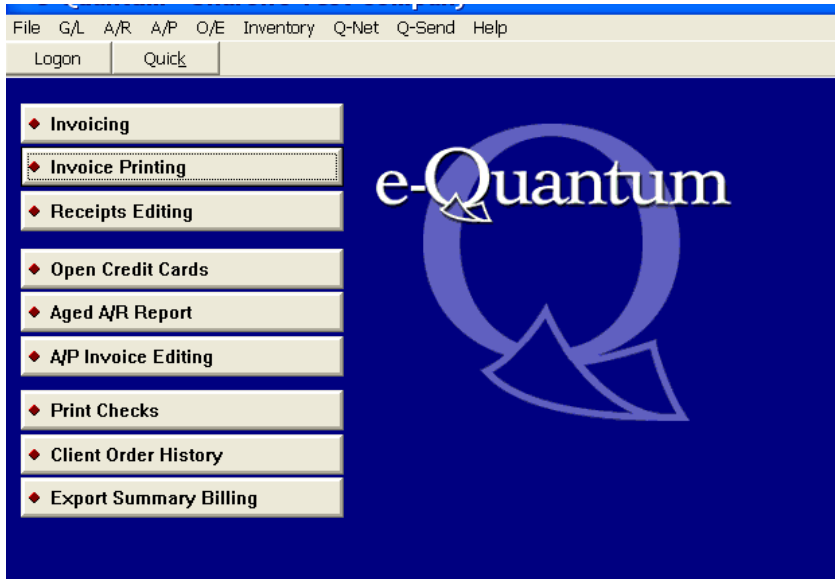 File G/L A/R A/P O/E Inventory Q-Net Q-Send Help
Logon Quick
Invoicing
Invoice Printing
Receipts Editing
Open Credit Cards
Aged A/R Report
A/P Invoice Editing
Print Checks
Client Order History
Export Summary Billing
e-Quantum